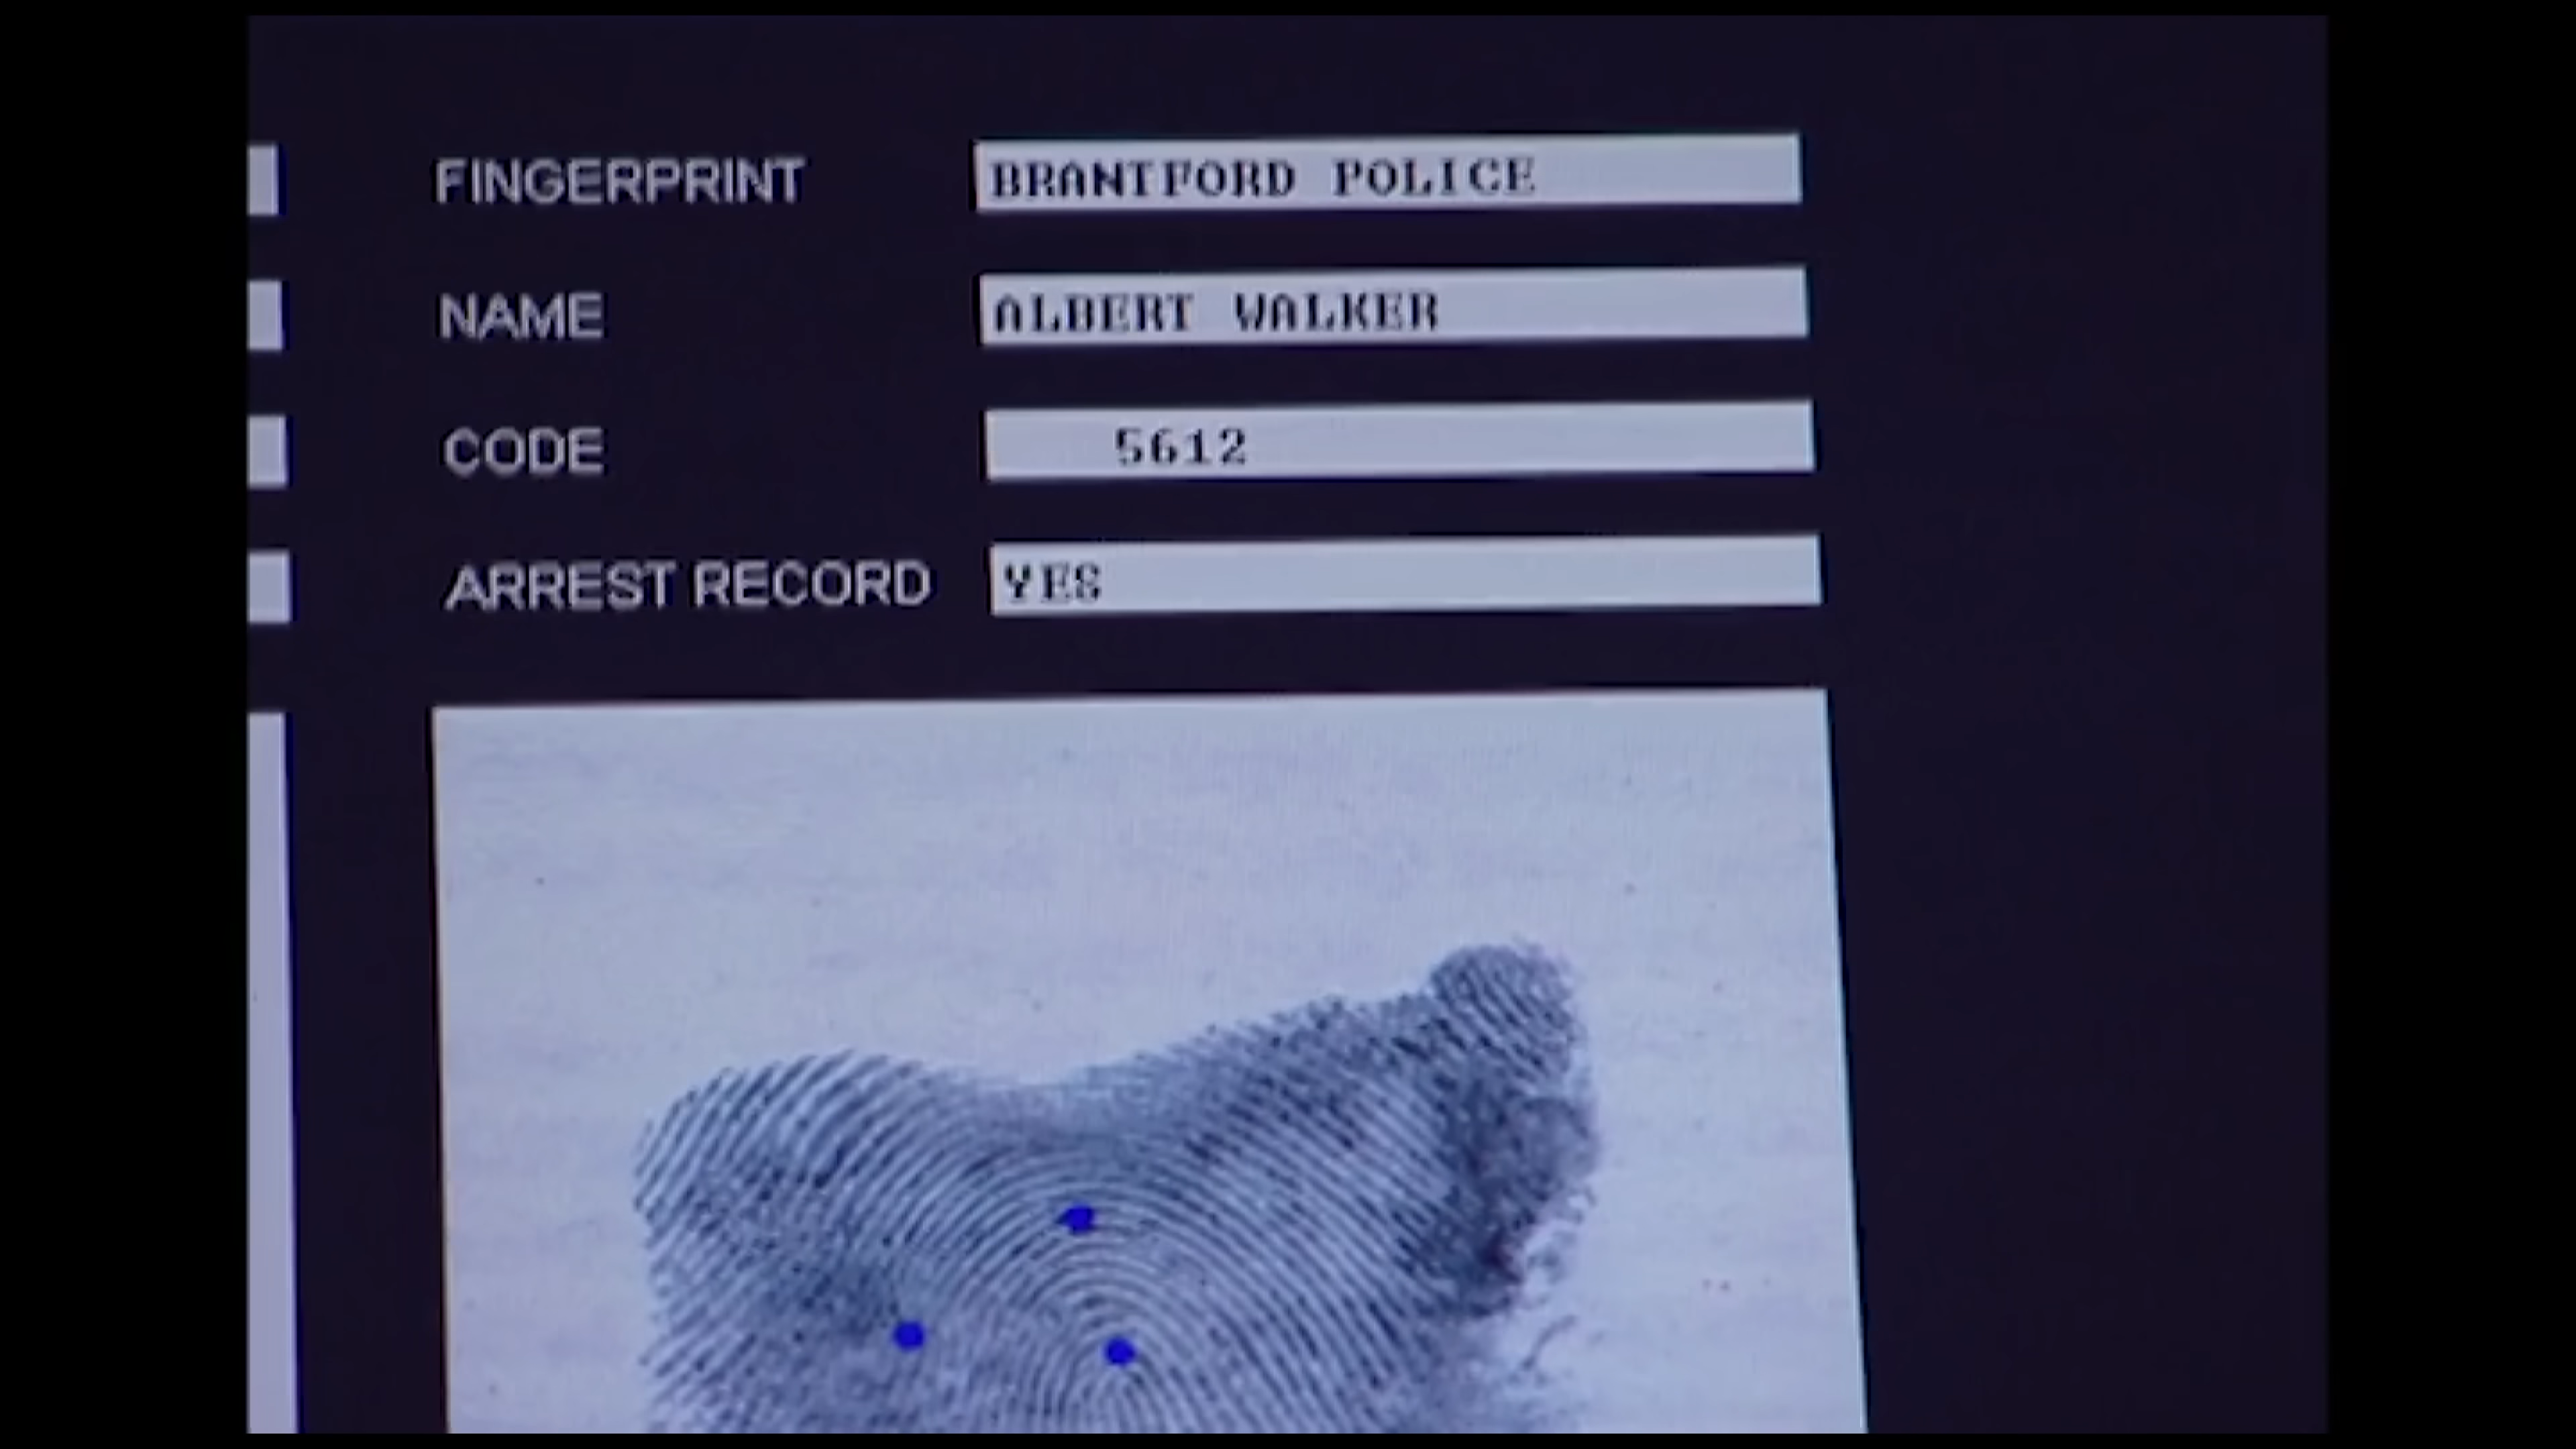 FINGERPRINT BRANTFORD POLICE
NAME ALBERT WALKER
CODE 5612
ARREST RECORD YES